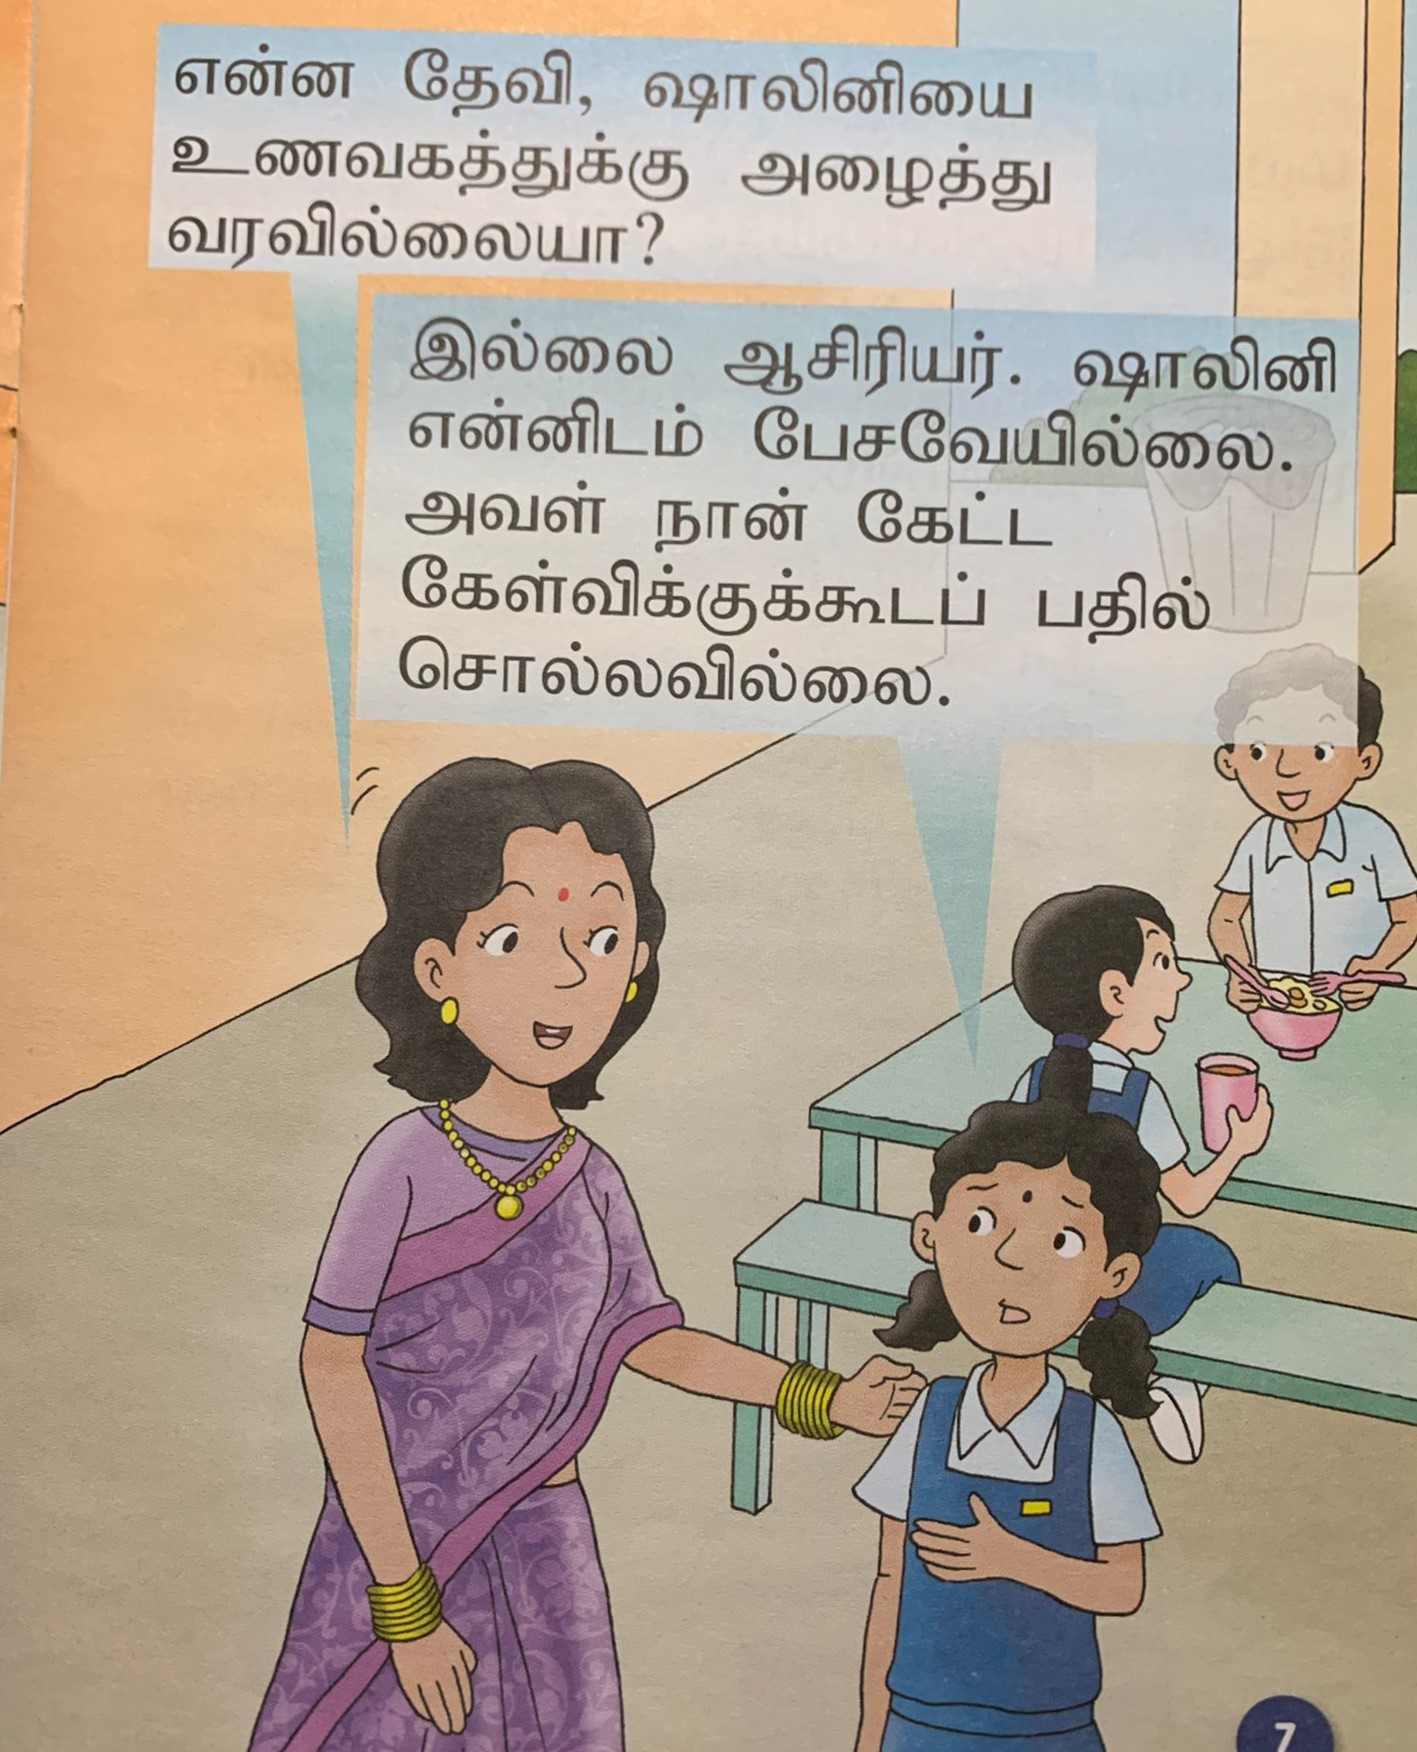 என்ன தேவி, ஷாலினியை
உணவகத்துக்கு அழைத்து
வரவில்லையா?
இல்லை ஆசிரியர். ஷாலினி
என்னிடம் பேசவேயில்லை.
அவள் நான் கேட்ட
கேள்விக்குக்கூடப் பதில்
சொல்லவில்லை.
7